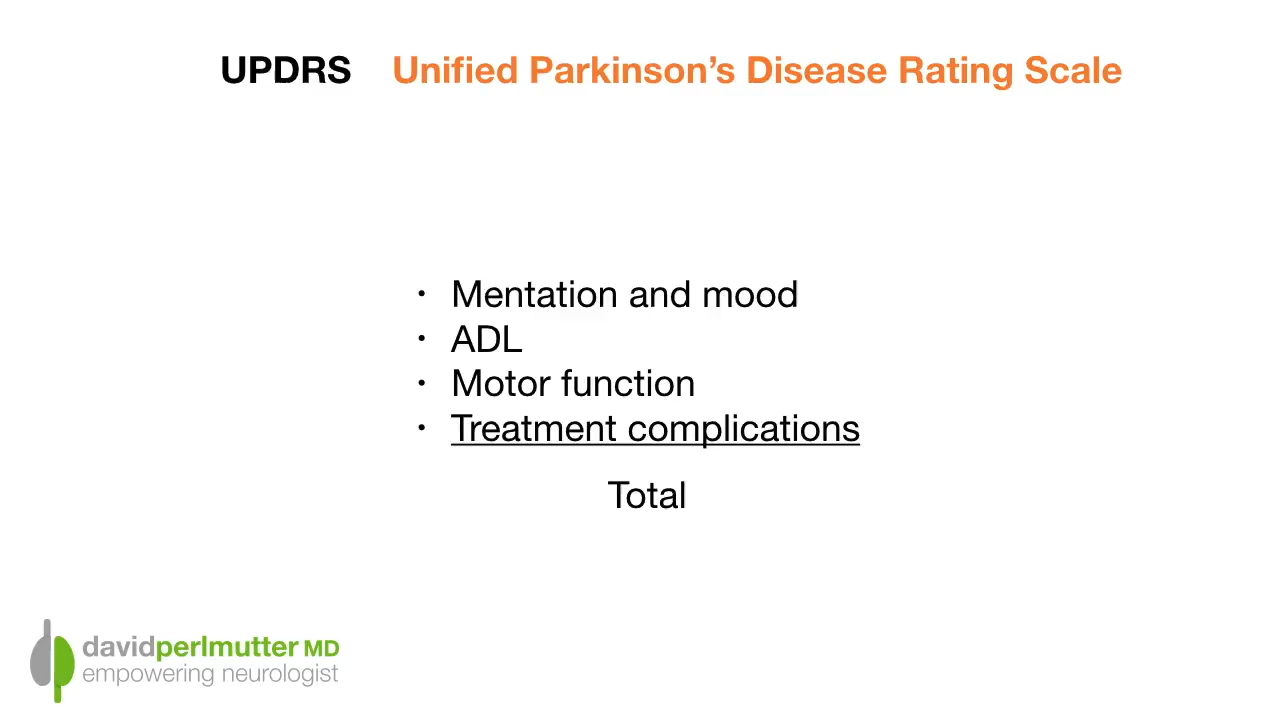 UPDRS Unified Parkinson’s Disease Rating Scale
• Mentation and mood
• ADL
• Motor function
• Treatment complications
Total
davidperlmutter MD
empowering neurologist